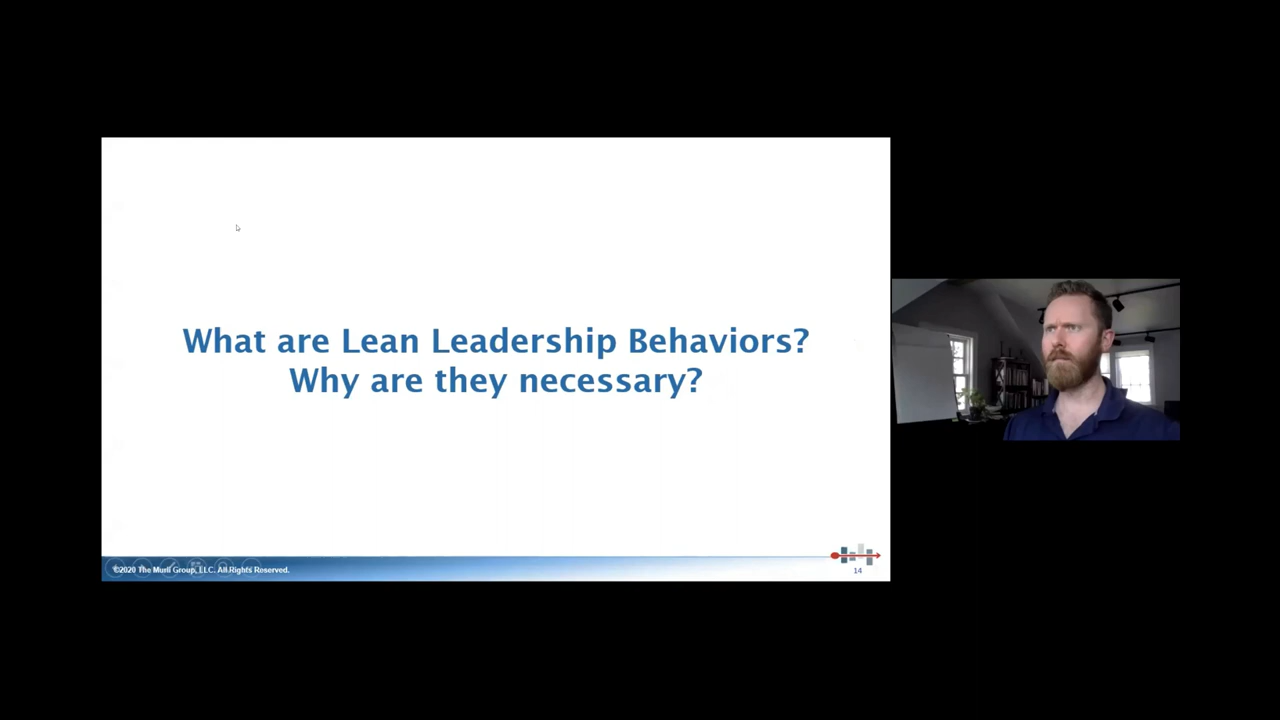 What are Lean Leadership Behaviors?
Why are they necessary?
©2020 The Murli Group, LLC. All Rights Reserved.
14